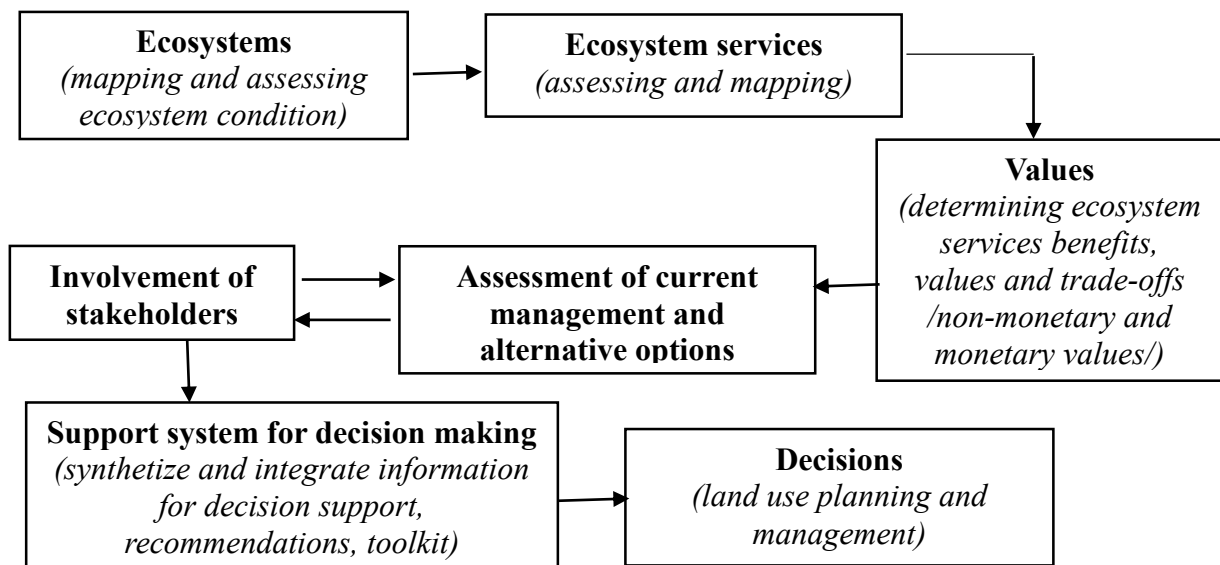 Ecosystems
(mapping and assessing
ecosystem condition)
Ecosystem services
(assessing and mapping)
Values
(determining ecosystem
services benefits,
values and trade-offs
/non-monetary and
monetary values/)
Involvement of
stakeholders
Assessment of current
management and
alternative options
Support system for decision making
(synthetize and integrate information
for decision support,
recommendations, toolkit)
Decisions
(land use planning and
management)